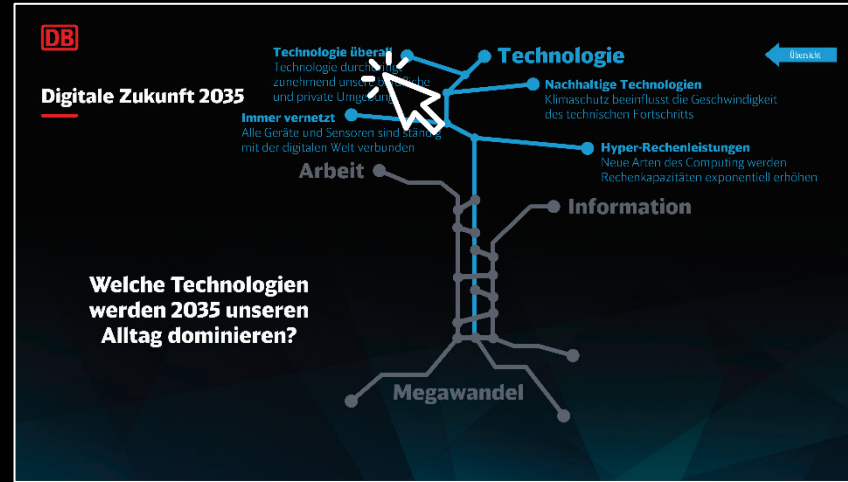 DB
Digitale Zukunft 2035
Technologie überall
Technologie durchdringt
zunehmend unsere berufliche
und private Umgebung
Immer vernetzt
Alle Geräte und Sensoren sind ständig
mit der digitalen Welt verbunden
Technologie
Übersicht
Nachhaltige Technologien
Klimaschutz beeinflusst die Geschwindigkeit
des technischen Fortschritts
Hyper-Rechenleistungen
Neue Arten des Computing werden
Rechenkapazitäten exponentiell erhöhen
Arbeit
Information
Welche Technologien
werden 2035 unseren
Alltag dominieren?
Megawandel